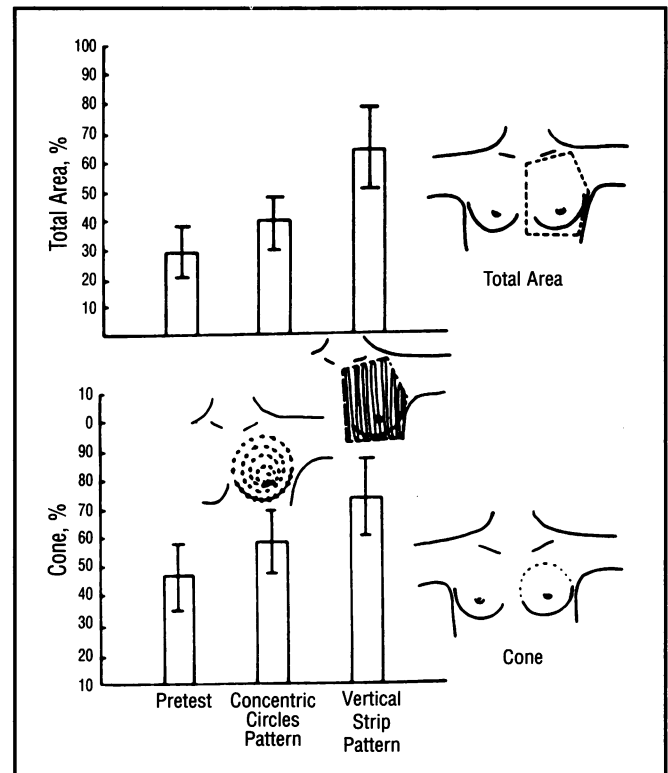 Total Area, %
100
90
80
70
60
50
40
30
20
10
Total Area
Cone, %
10
0
90
80
70
60
50
40
30
20
10
Cone
Pretest
Concentric
Circles
Pattern
Vertical
Strip
Pattern